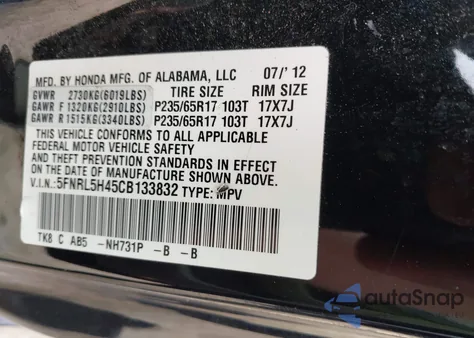 MFD. BY HONDA MFG. OF ALABAMA, LLC 07/'12
GVWR 2730KG(6019LBS) TIRE SIZE RIM SIZE
GAWR F 1320KG(2910LBS) P235/65R17 103T 17X7J
GAWR R 1515KG(3340LBS) P235/65R17 103T 17X7J
THIS VEHICLE CONFORMS TO ALL APPLICABLE
FEDERAL MOTOR VEHICLE SAFETY
AND THEFT PREVENTION STANDARDS IN EFFECT
ON THE DATE OF MANUFACTURE SHOWN ABOVE.
V.I.N:5FNRL5H45CB133832 TYPE: MPV
TK8 C AB5 -NH731P -B -B
autoSnap